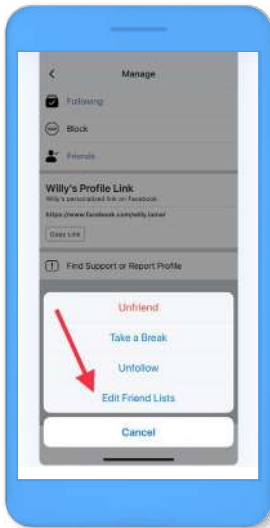 Manage
Following
Block
Friends
Willy's Profile Link
Willy's personalized link on Facebook
https://www.facebook.com/willy.lamar
Copy Link
Find Support or Report Profile
Unfriend
Take a Break
Unfollow
Edit Friend Lists
Cancel